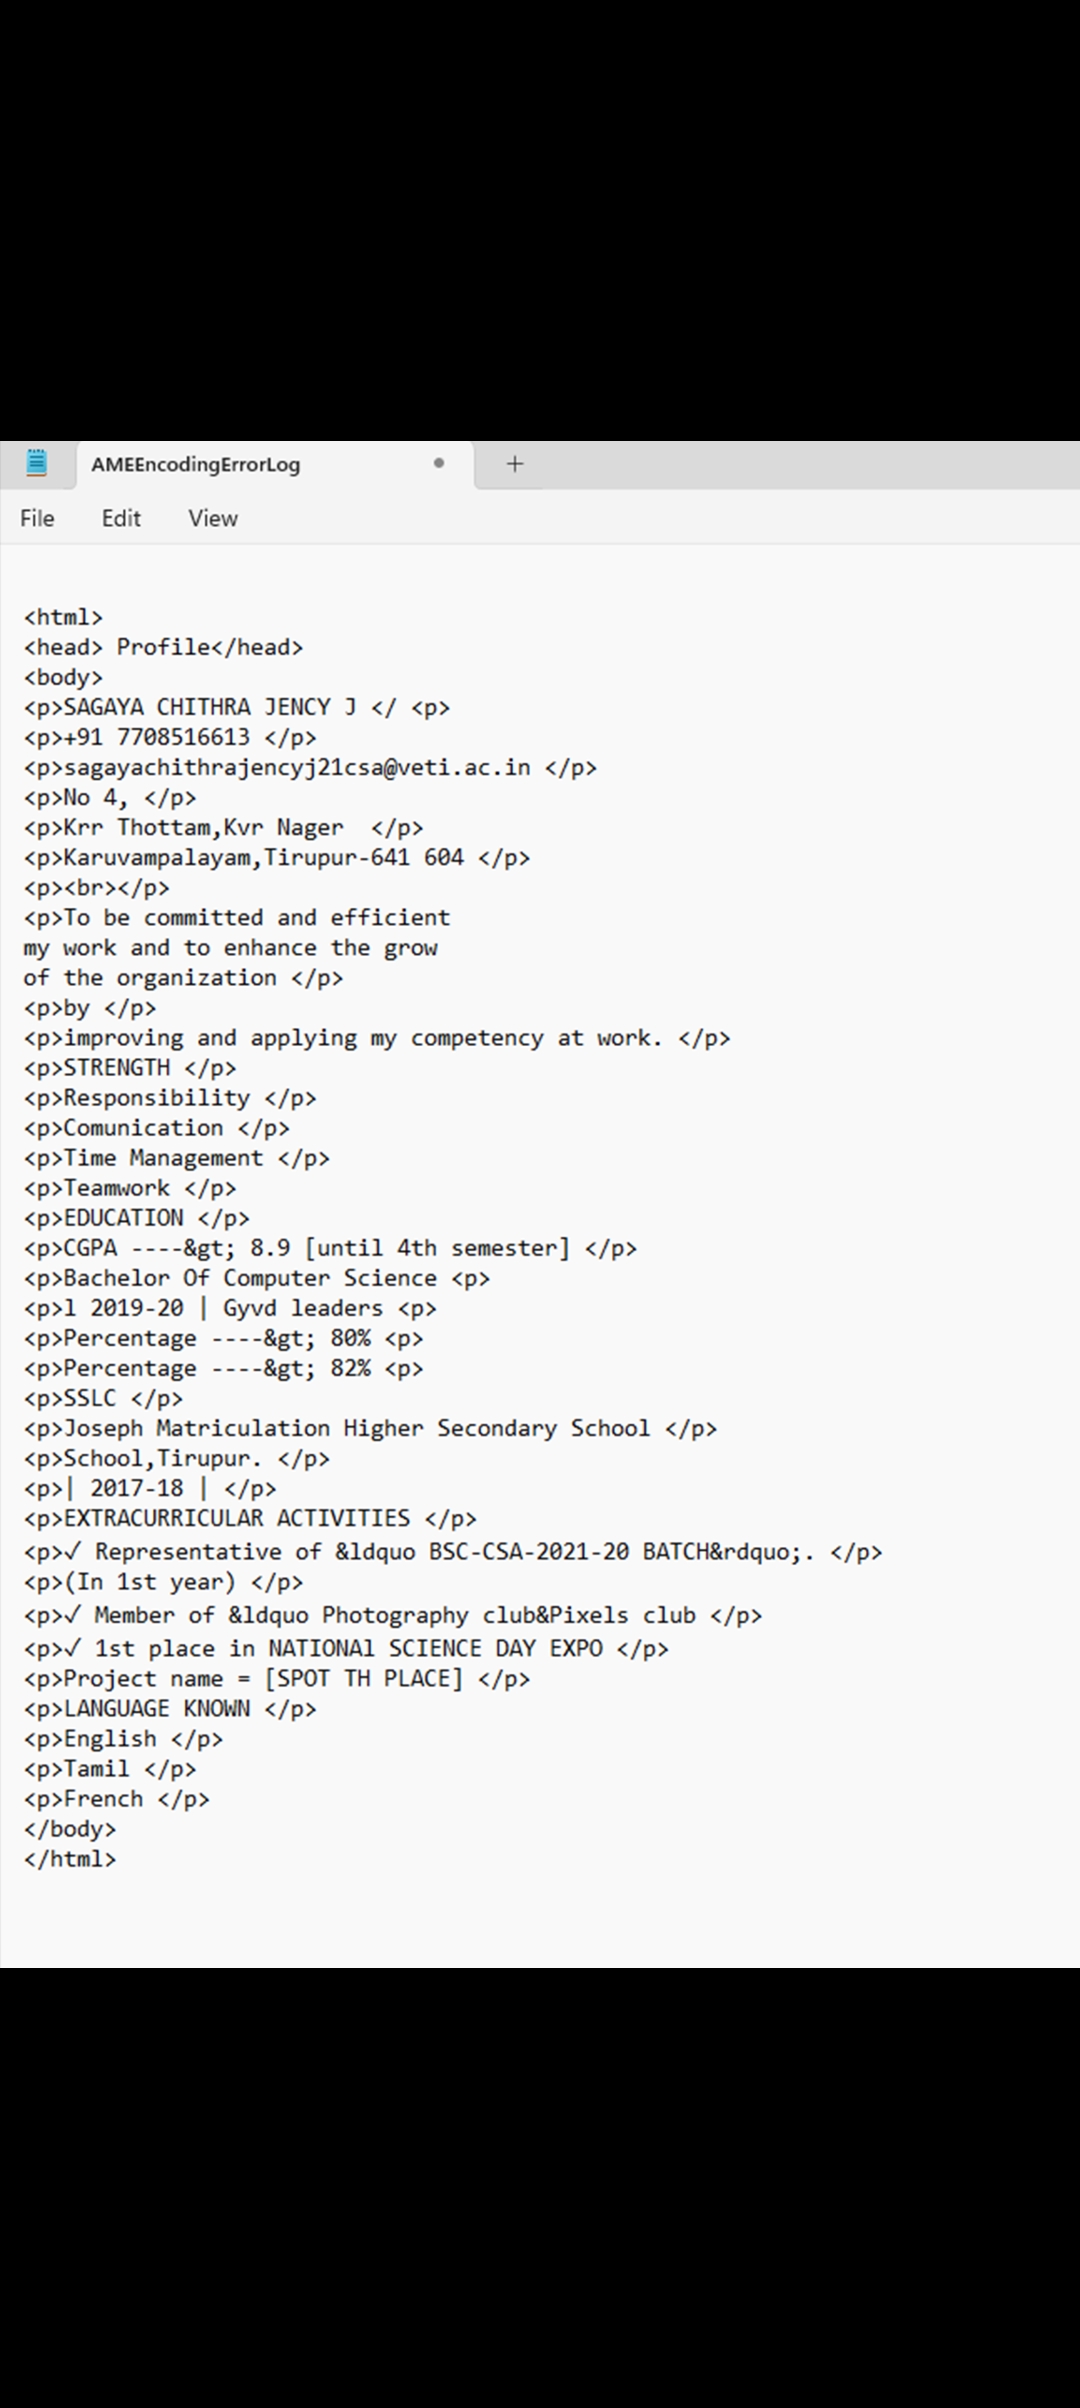 AMEEncodingErrorLog
File Edit View
<html>
<head> Profile</head>
<body>
<p>SAGAYA CHITHRA JENCY J </ <p>
<p>+91 7708516613 </p>
<p>sagayachithrajencyj21csa@veti.ac.in </p>
<p>No 4, </p>
<p>Krr Thottam,Kvr Nager  </p>
<p>Karuvampalayam,Tirupur-641 604 </p>
<p><br></p>
<p>To be committed and efficient
my work and to enhance the grow
of the organization </p>
<p>by </p>
<p>improving and applying my competency at work. </p>
<p>STRENGTH </p>
<p>Responsibility </p>
<p>Comunication </p>
<p>Time Management </p>
<p>Teamwork </p>
<p>EDUCATION </p>
<p>CGPA ----&gt; 8.9 [until 4th semester] </p>
<p>Bachelor Of Computer Science <p>
<p>l 2019-20 | Gyvd leaders <p>
<p>Percentage ----&gt; 80% <p>
<p>Percentage ----&gt; 82% <p>
<p>SSLC </p>
<p>Joseph Matriculation Higher Secondary School </p>
<p>School,Tirupur. </p>
<p>| 2017-18 | </p>
<p>EXTRACURRICULAR ACTIVITIES </p>
<p>✓ Representative of &ldquo BSC-CSA-2021-20 BATCH&rdquo;. </p>
<p>(In 1st year) </p>
<p>✓ Member of &ldquo Photography club&Pixels club </p>
<p>✓ 1st place in NATIONAl SCIENCE DAY EXPO </p>
<p>Project name = [SPOT TH PLACE] </p>
<p>LANGUAGE KNOWN </p>
<p>English </p>
<p>Tamil </p>
<p>French </p>
</body>
</html>